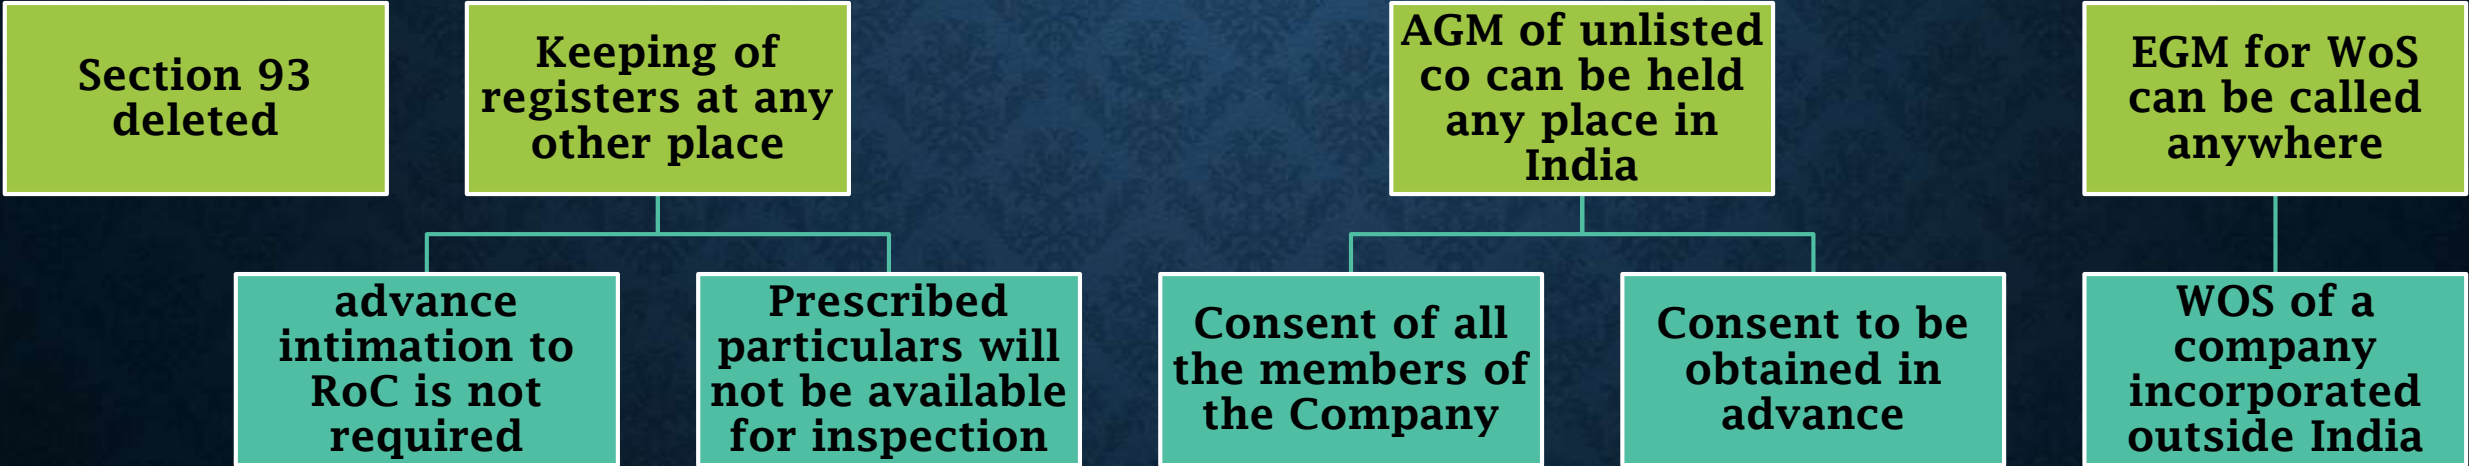 Section 93
deleted
Keeping of
registers at any
other place
AGM of unlisted
co can be held
any place in
India
EGM for WoS
can be called
anywhere
advance
intimation to
RoC is not
required
Prescribed
particulars will
not be available
for inspection
Consent of all
the members of
the Company
Consent to be
obtained in
advance
WOS of a
company
incorporated
outside India